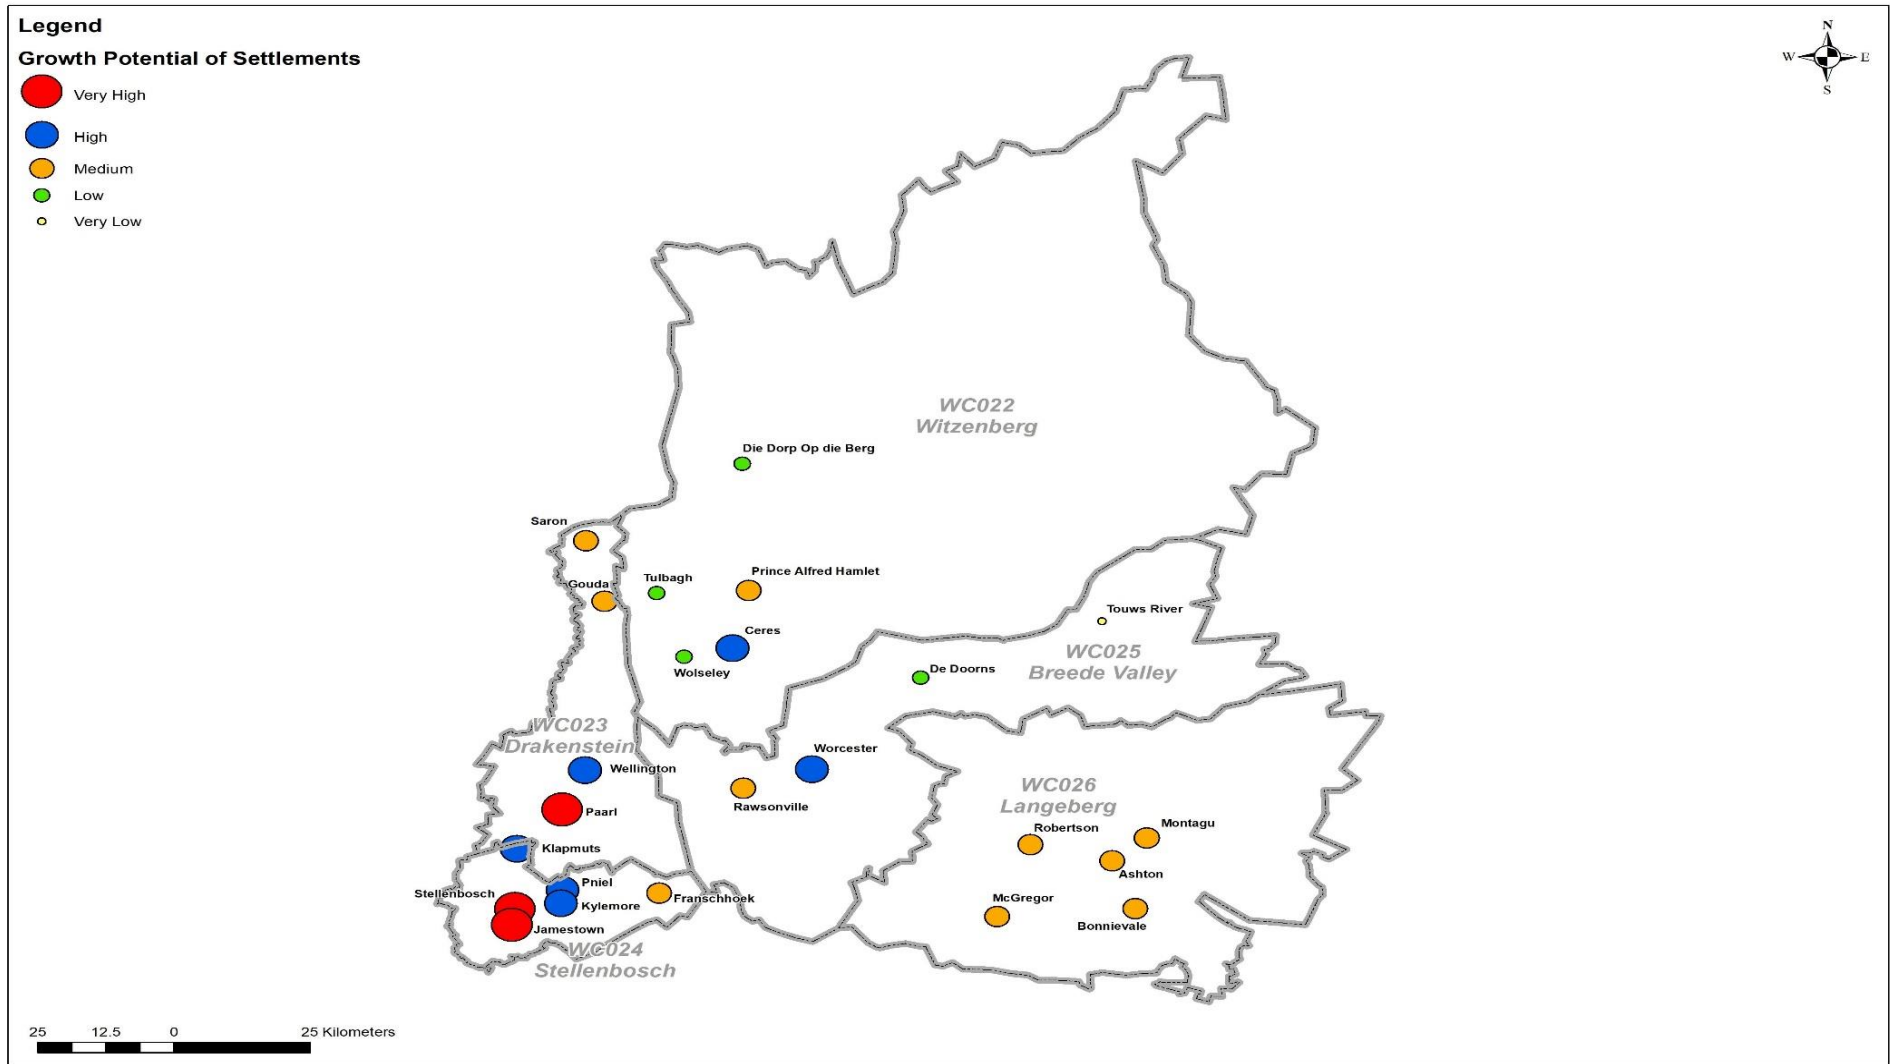 Legend
Growth Potential of Settlements
Very High
High
Medium
Low
Very Low
N
W
E
S
WC022
Witzenberg
Die Dorp Op die Berg
Saron
Gouda
Tulbagh
Prince Alfred Hamlet
Ceres
Wolseley
Touws River
WC025
Breede Valley
De Doorns
WC023
Drakenstein
Wellington
Worcester
Rawsonville
Paarl
WC026
Langeberg
Robertson
Montagu
Ashton
Klapmuts
Pniel
Stellenbosch
Kylemore
Franschhoek
McGregor
Bonnievale
Jamestown
WC024
Stellenbosch
25 12.5 0 25 Kilometers